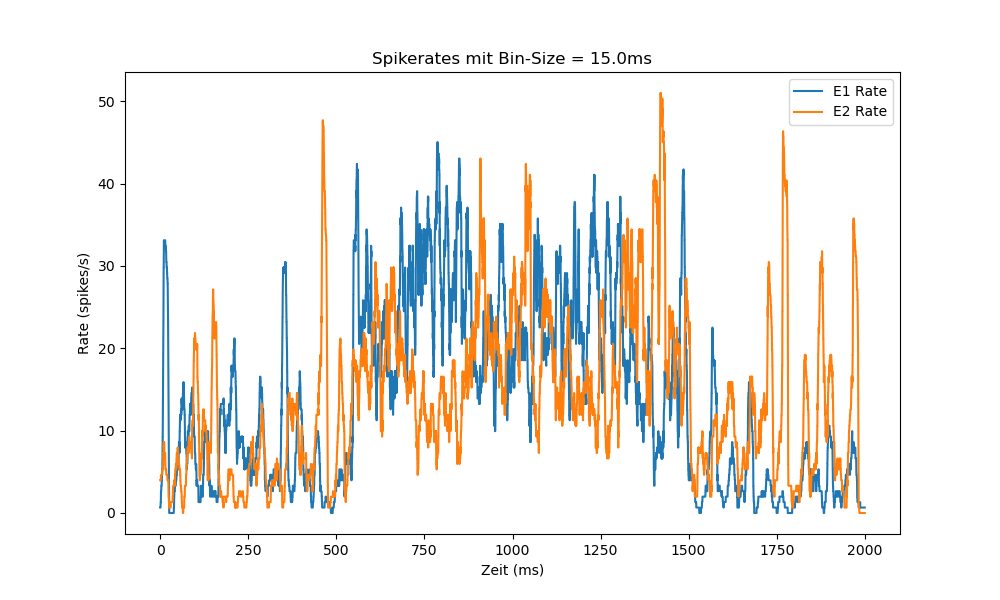 Spikerates mit Bin-Size = 15.0ms
E1 Rate
E2 Rate
Rate (spikes/s)
50
40
30
20
10
0
0 250 500 750 1000 1250 1500 1750 2000
Zeit (ms)